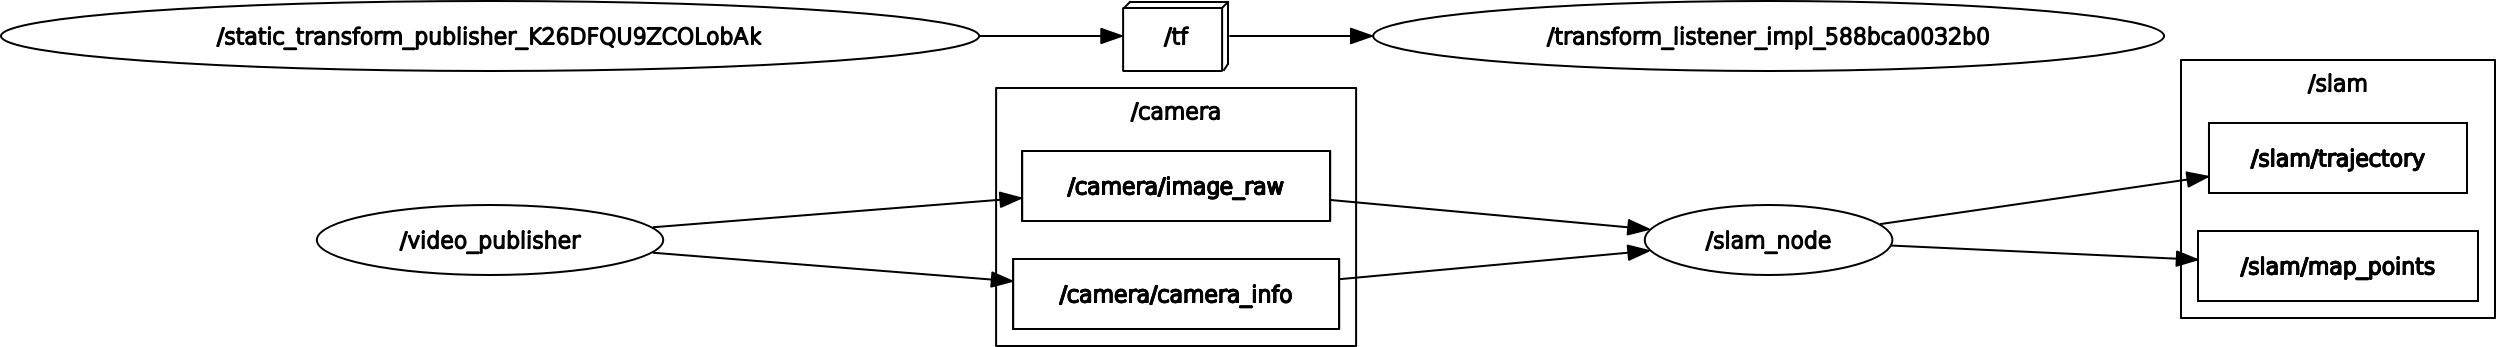 /static_transform_publisher_K26DFQU9ZCOLobAk
/tf
/transform_listener_impl_588bca0032b0
/camera
/camera/image_raw
/camera/camera_info
/video_publisher
/slam_node
/slam
/slam/trajectory
/slam/map_points